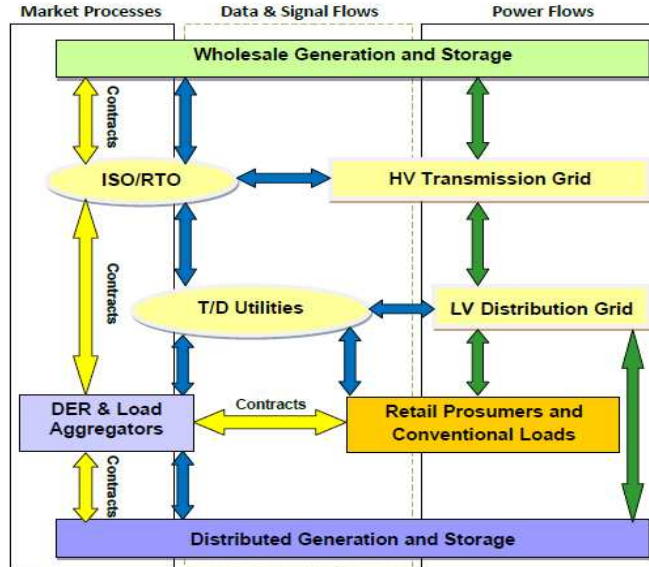 Market Processes
Data & Signal Flows
Power Flows
Wholesale Generation and Storage
Contracts
ISO/RTO
HV Transmission Grid
Contracts
T/D Utilities
LV Distribution Grid
DER & Load
Aggregators
Contracts
Retail Prosumers and
Conventional Loads
Contracts
Distributed Generation and Storage